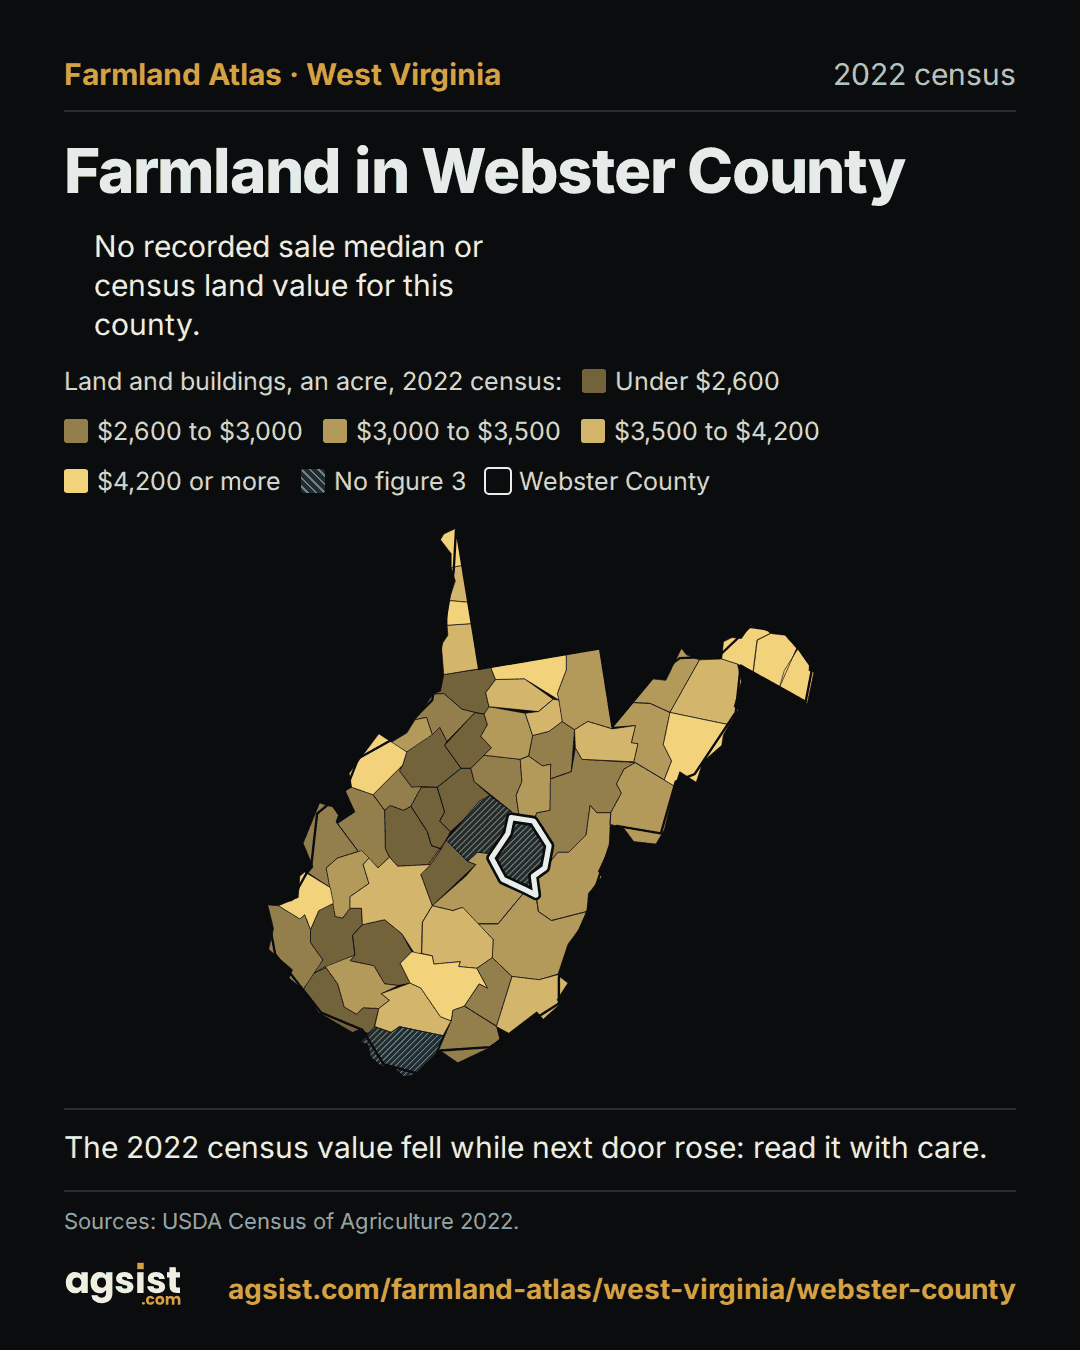 Farmland Atlas · West Virginia
2022 census
Farmland in Webster County
No recorded sale median or
census land value for this
county.
Land and buildings, an acre, 2022 census: Under $2,600
$2,600 to $3,000 $3,000 to $3,500 $3,500 to $4,200
$4,200 or more No figure 3 Webster County
The 2022 census value fell while next door rose: read it with care.
Sources: USDA Census of Agriculture 2022.
agsist
.com
agsist.com/farmland-atlas/west-virginia/webster-county